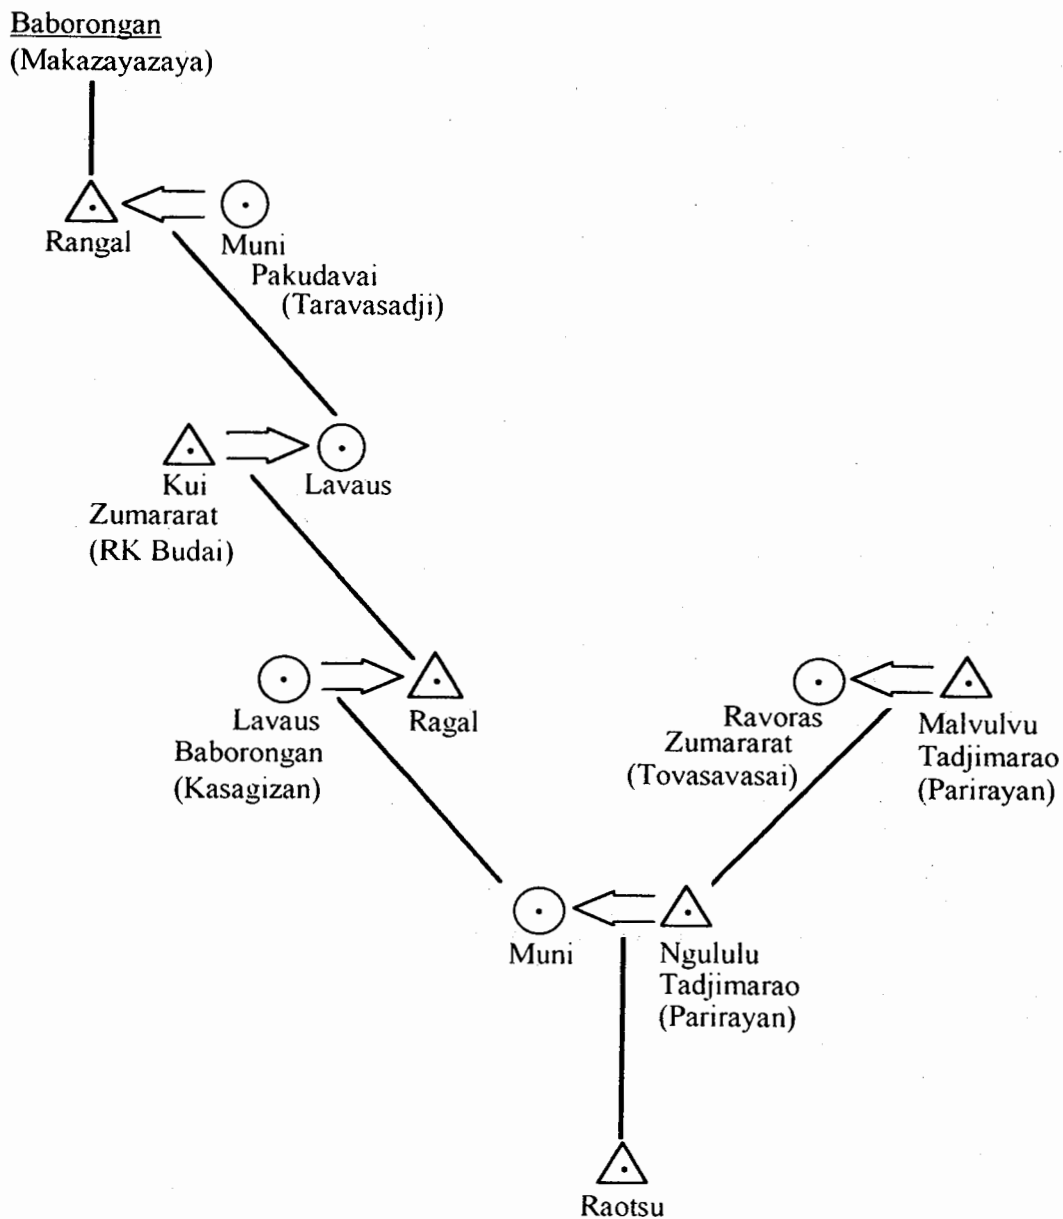 Baborongan
(Makazayazaya)
Rangal
Muni
Pakudavai
(Taravasadji)
Kui
Zumararat
(RK Budai)
Lavaus
Lavaus
Baborongan
(Kasagizan)
Ragal
Ravoras
Zumararat
(Tovasavasai)
Malvulvu
Tadjimarao
(Parirayan)
Muni
Ngululu
Tadjimarao
(Parirayan)
Raotsu